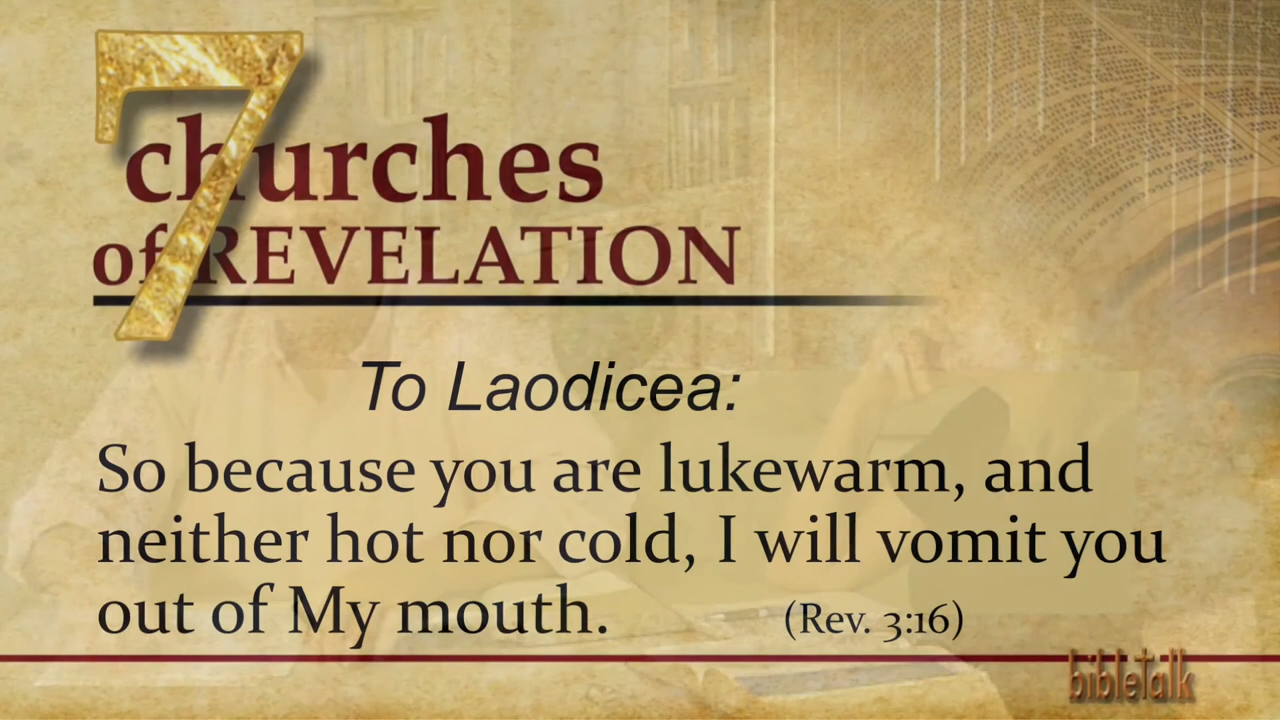 7 churches
of REVELATION
To Laodicea:
So because you are lukewarm, and
neither hot nor cold, I will vomit you
out of My mouth. (Rev. 3:16)
bibleTalk